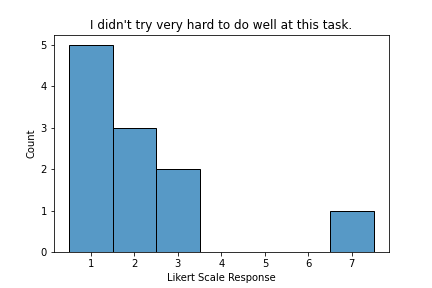 I didn't try very hard to do well at this task.
5
4
3
2
1
0
Count
1 2 3 4 5 6 7
Likert Scale Response